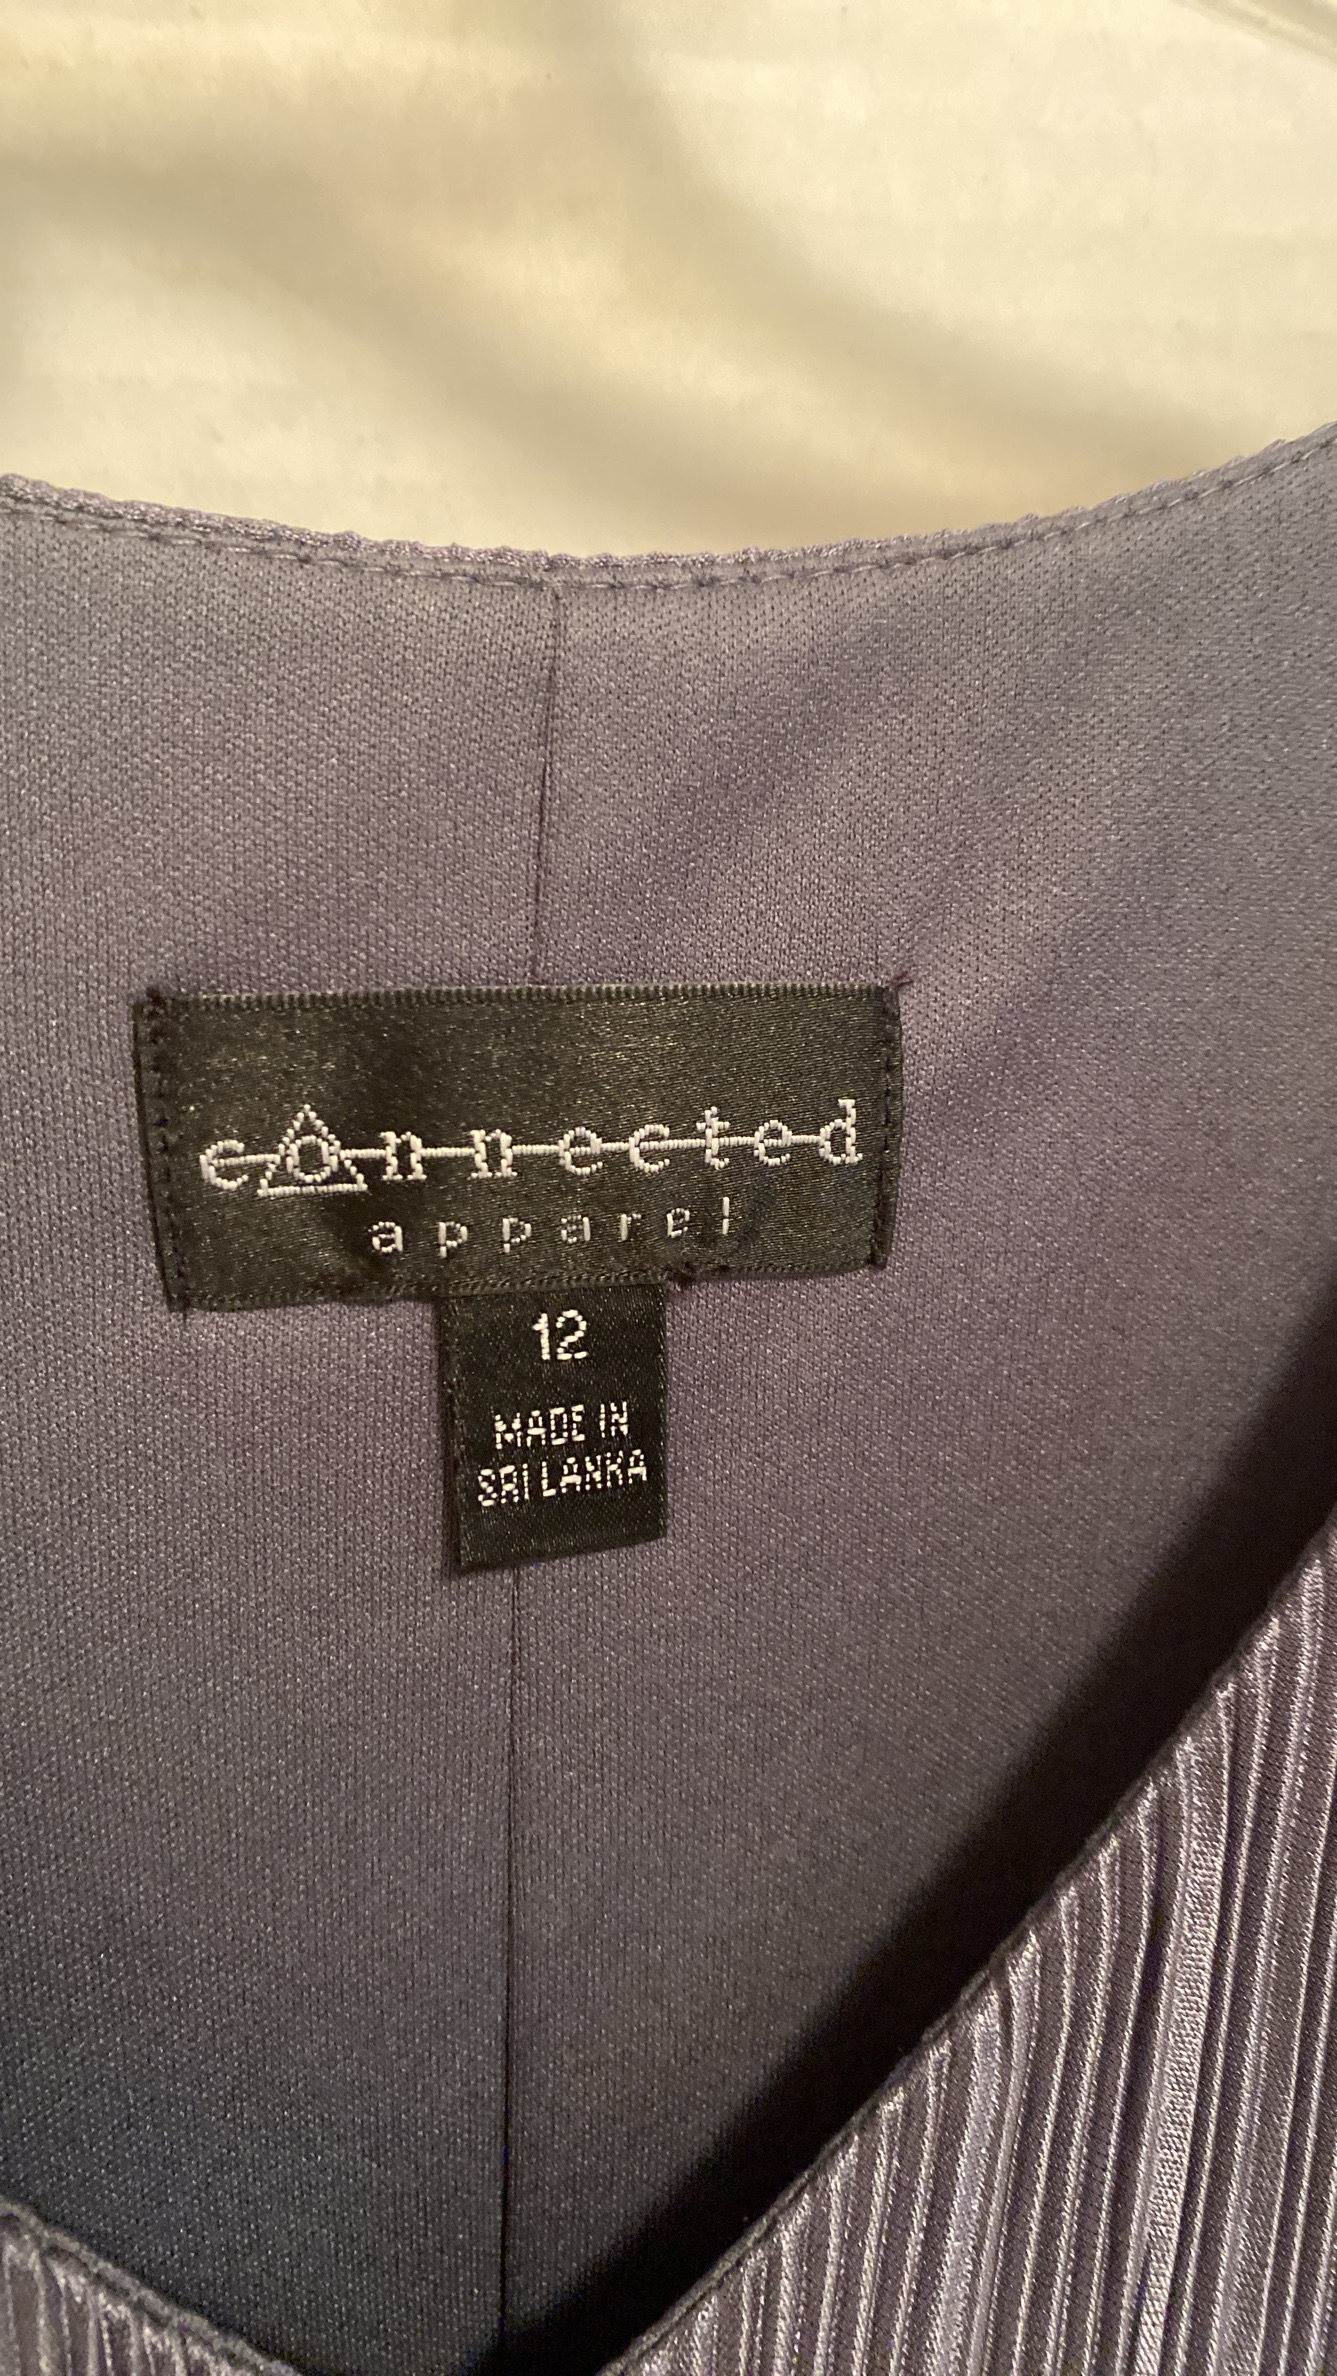 connected
apparel
12
MADE IN
SRI LANKA